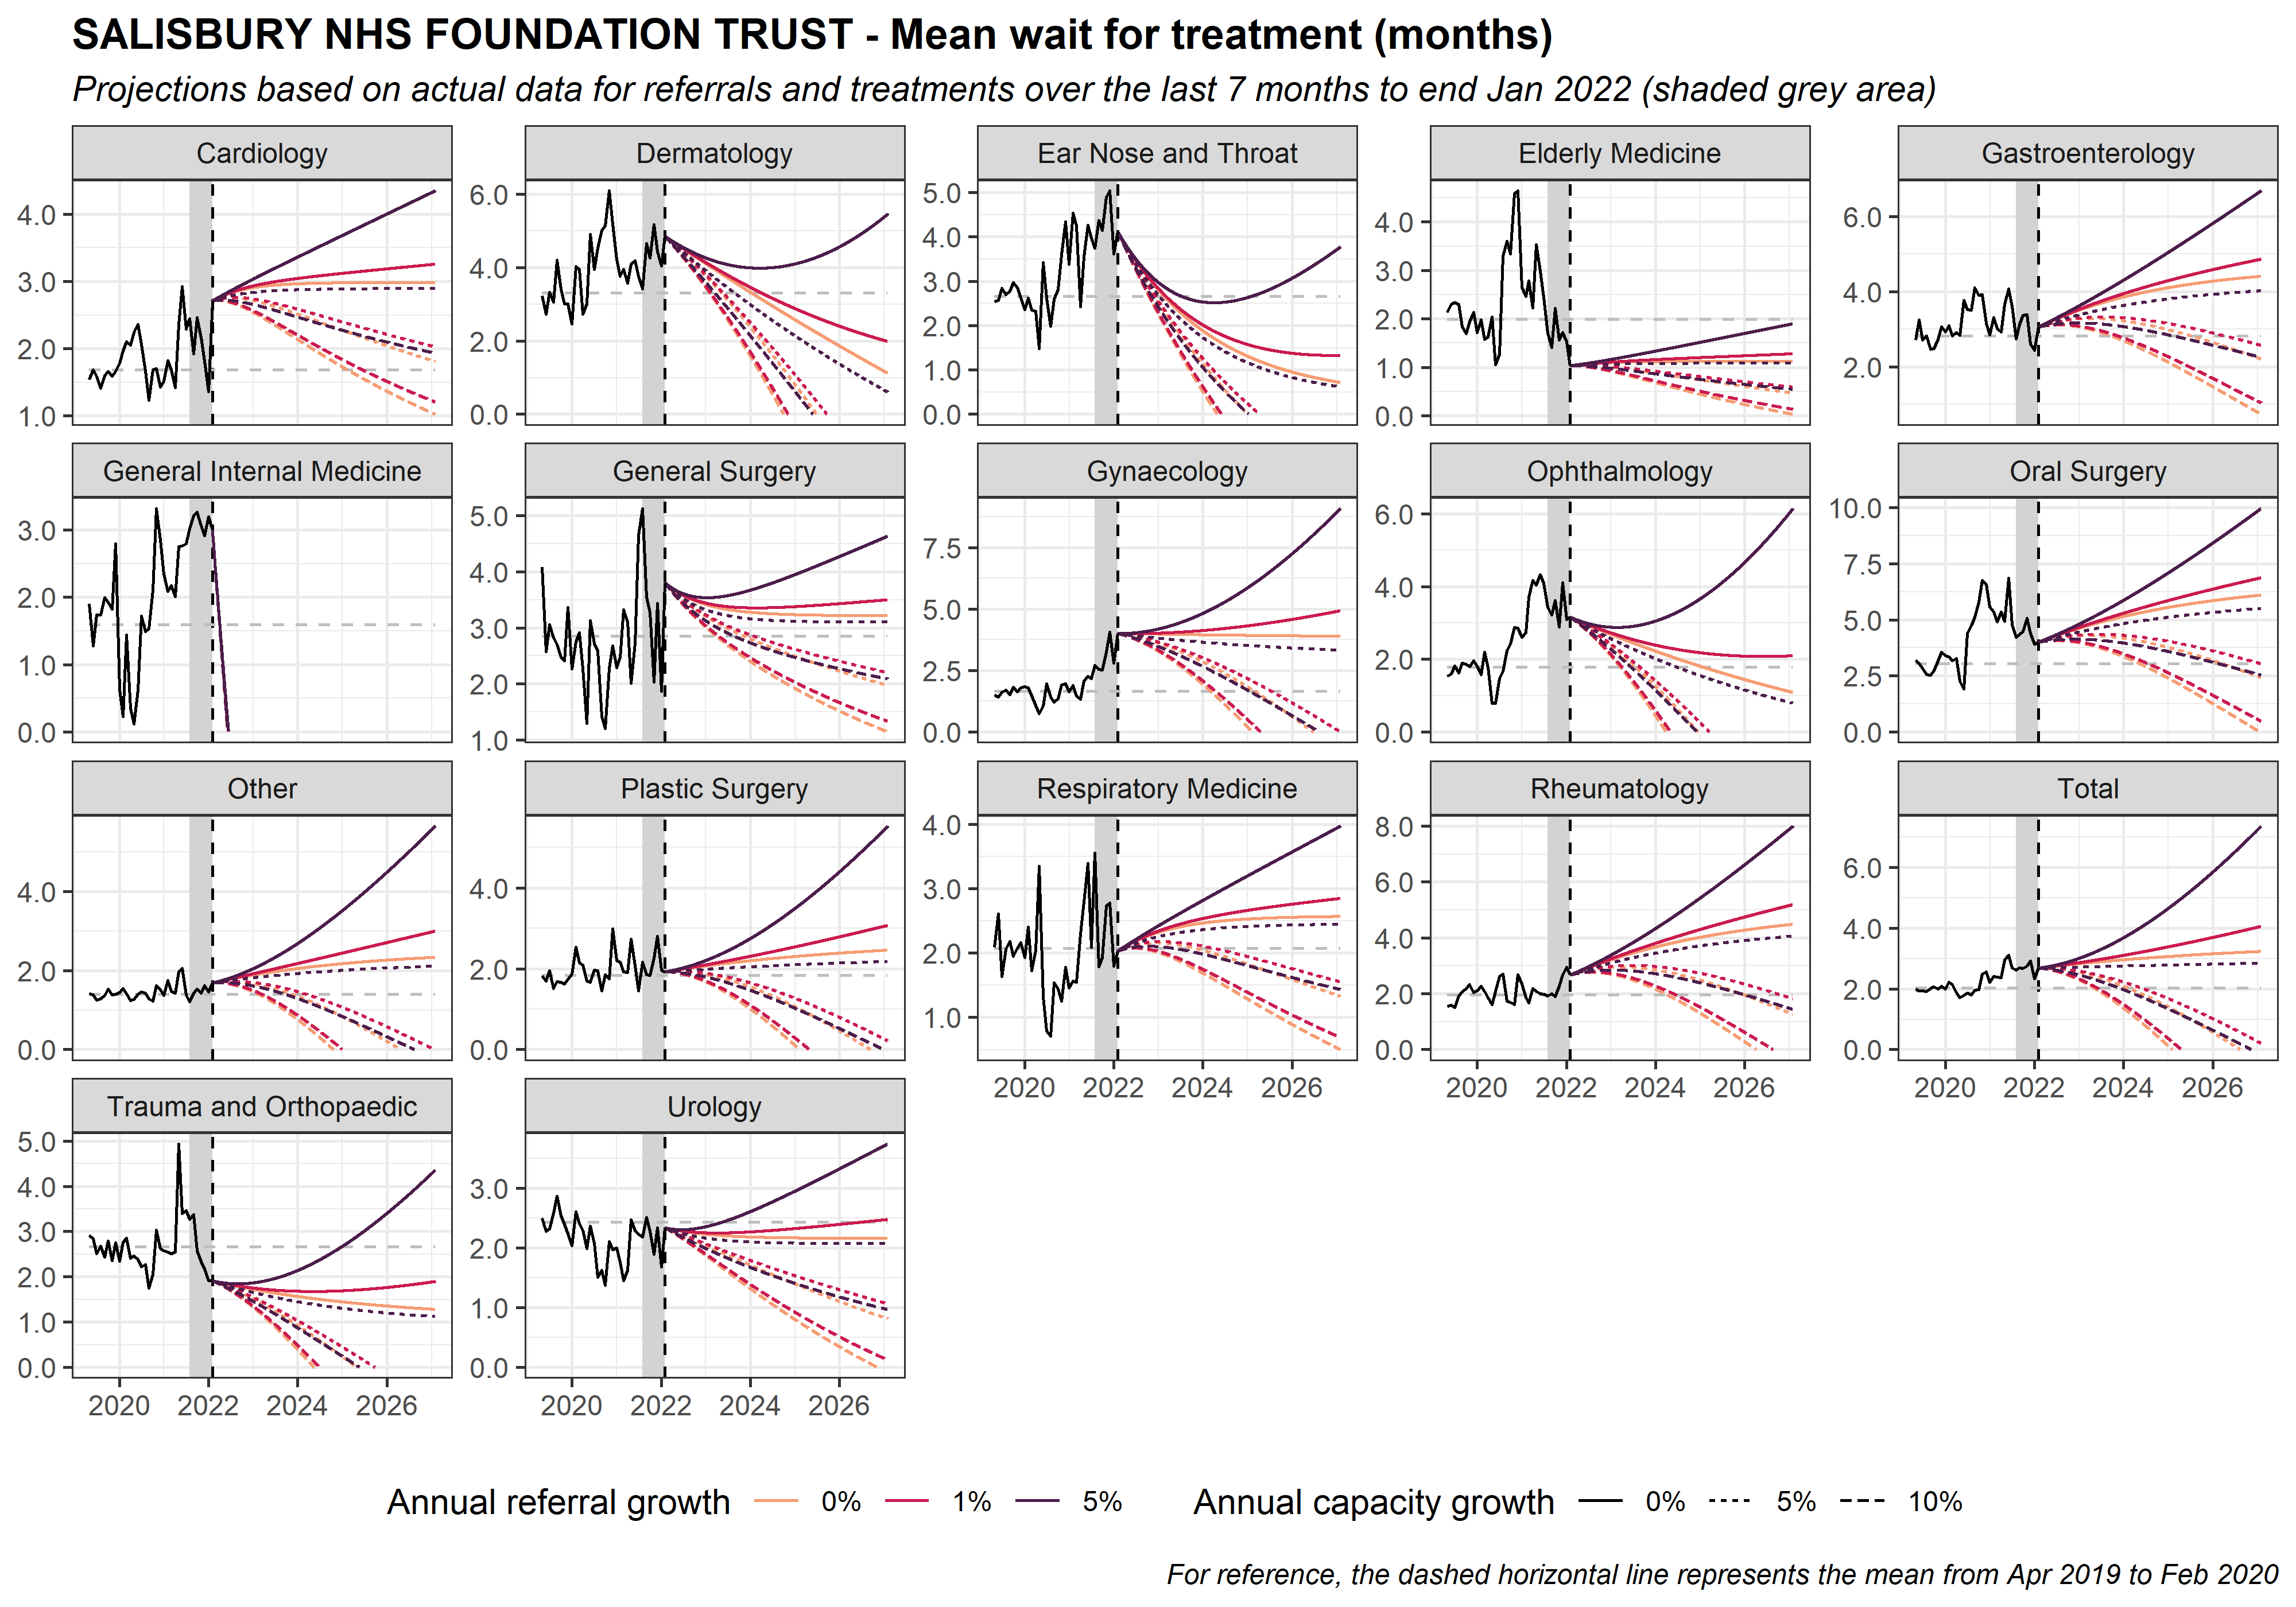 SALISBURY NHS FOUNDATION TRUST - Mean wait for treatment (months)
Projections based on actual data for referrals and treatments over the last 7 months to end Jan 2022 (shaded grey area)
Cardiology
4.0
3.0
2.0
1.0
Dermatology
6.0
4.0
2.0
0.0
Ear Nose and Throat
5.0
4.0
3.0
2.0
1.0
0.0
Elderly Medicine
4.0
3.0
2.0
1.0
0.0
Gastroenterology
6.0
4.0
2.0
General Internal Medicine
3.0
2.0
1.0
0.0
General Surgery
5.0
4.0
3.0
2.0
1.0
Gynaecology
7.5
5.0
2.5
0.0
Ophthalmology
6.0
4.0
2.0
0.0
Oral Surgery
10.0
7.5
5.0
2.5
0.0
Other
4.0
2.0
0.0
Plastic Surgery
4.0
2.0
0.0
Respiratory Medicine
4.0
3.0
2.0
1.0
2020 2022 2024 2026
Rheumatology
8.0
6.0
4.0
2.0
0.0
2020 2022 2024 2026
Total
6.0
4.0
2.0
0.0
2020 2022 2024 2026
Trauma and Orthopaedic
5.0
4.0
3.0
2.0
1.0
0.0
2020 2022 2024 2026
Urology
3.0
2.0
1.0
0.0
2020 2022 2024 2026
Annual referral growth 0% 1% 5% Annual capacity growth 0% 5% 10%
For reference, the dashed horizontal line represents the mean from Apr 2019 to Feb 2020